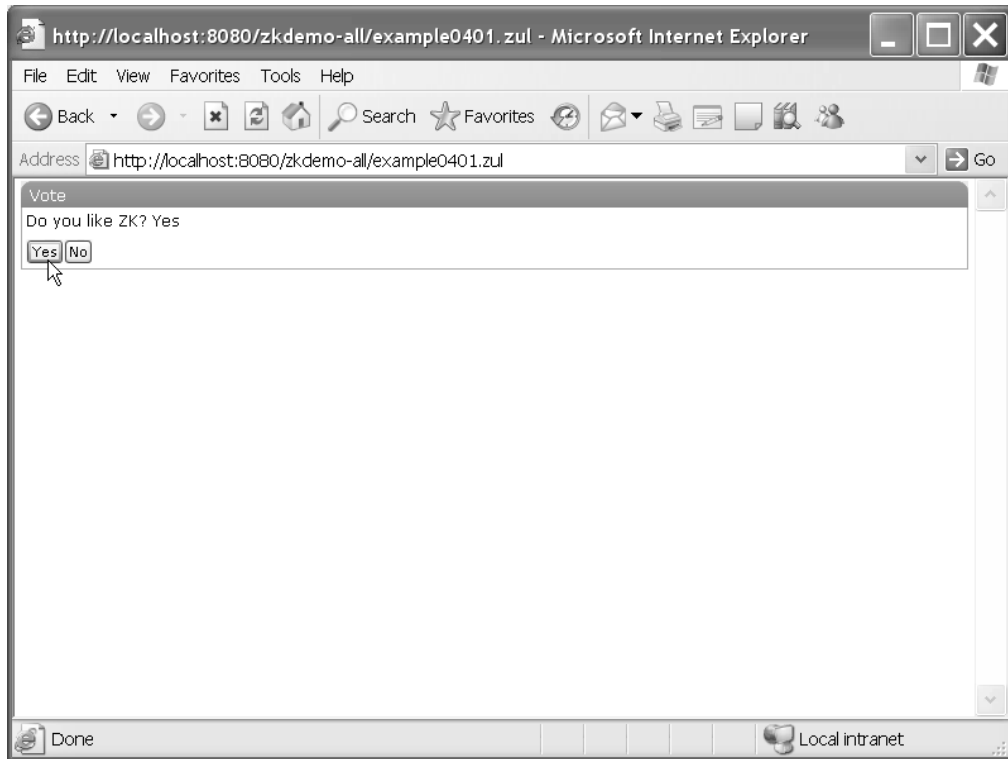 http://localhost:8080/zkdemo-all/example0401.zul - Microsoft Internet Explorer
File Edit View Favorites Tools Help
Back Search Favorites
Address http://localhost:8080/zkdemo-all/example0401.zul Go
Vote
Do you like ZK? Yes
Yes No
Done Local intranet